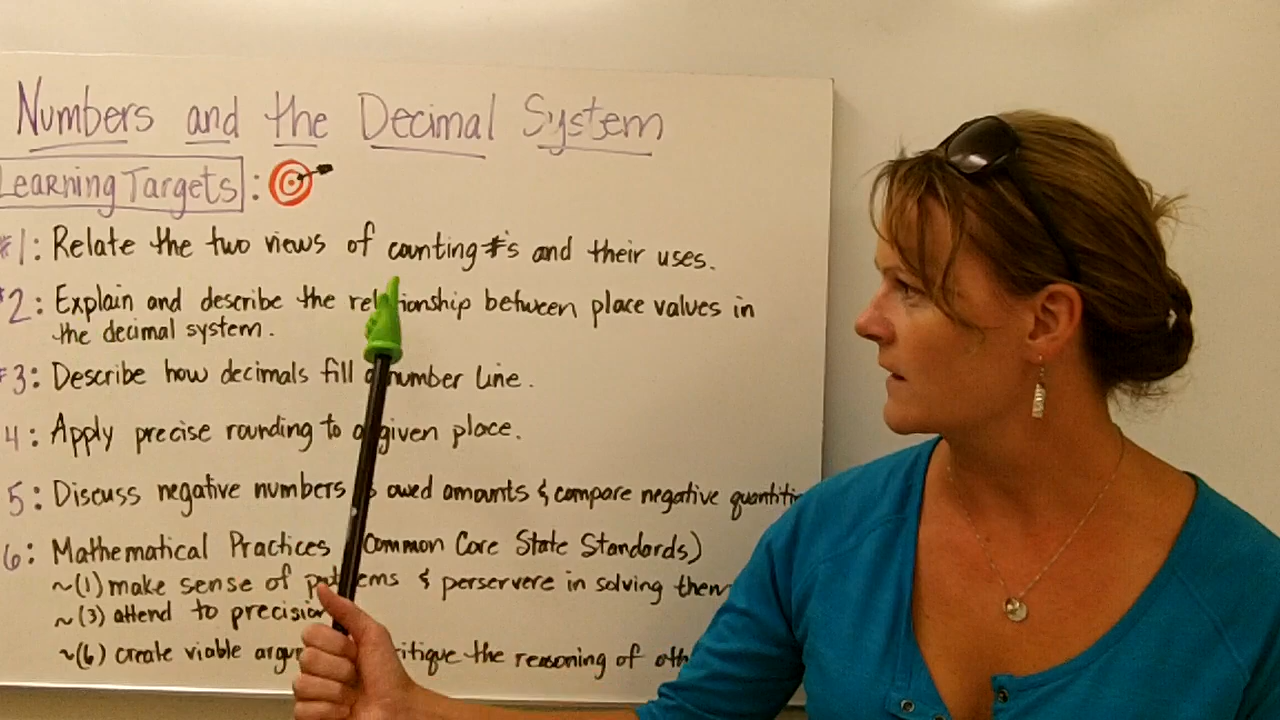 Numbers and the Decimal System
Learning Targets:
#1: Relate the two views of counting #'s and their uses.
#2: Explain and describe the relationship between place values in
the decimal system.
#3: Describe how decimals fill a number line.
4: Apply precise rounding to a given place.
5: Discuss negative numbers owed amounts & compare negative
6: Mathematical Practices (Common Core State Standards)
~(1) make sense of & perservere in solving them
~(3) attend to precision
~(6) create viable critique the reasoning of